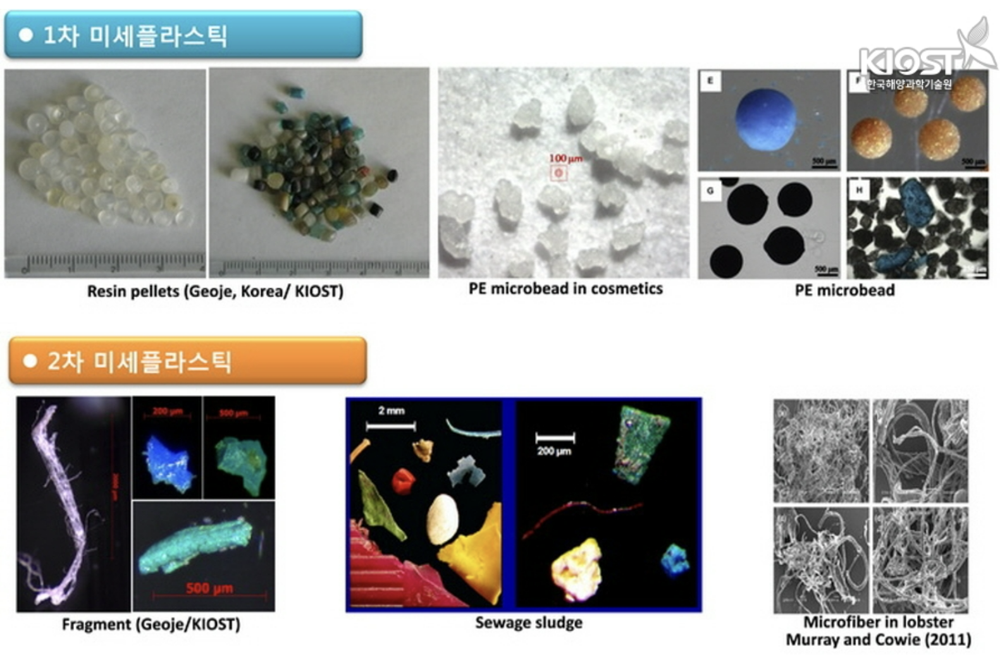 1차 미세플라스틱
KIOST
한국해양과학기술원
100 μm
E
F
500 μm
500 μm
G
H
500 μm
Resin pellets (Geoje, Korea/ KIOST)
PE microbead in cosmetics
PE microbead
2차 미세플라스틱
200 μm
500 μm
500 μm
2 mm
200 μm
Fragment (Geoje/KIOST)
Sewage sludge
Microfiber in lobster
Murray and Cowie (2011)